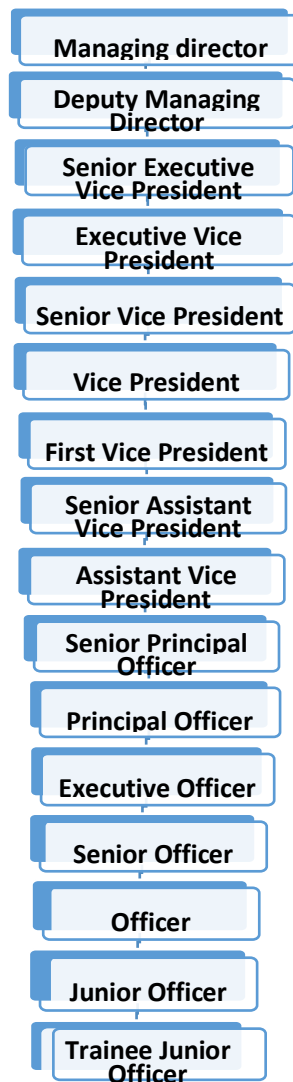 Managing director
Deputy Managing
Director
Senior Executive
Vice President
Executive Vice
President
Senior Vice President
Vice President
First Vice President
Senior Assistant
Vice President
Assistant Vice
President
Senior Principal
Officer
Principal Officer
Executive Officer
Senior Officer
Officer
Junior Officer
Trainee Junior
Officer